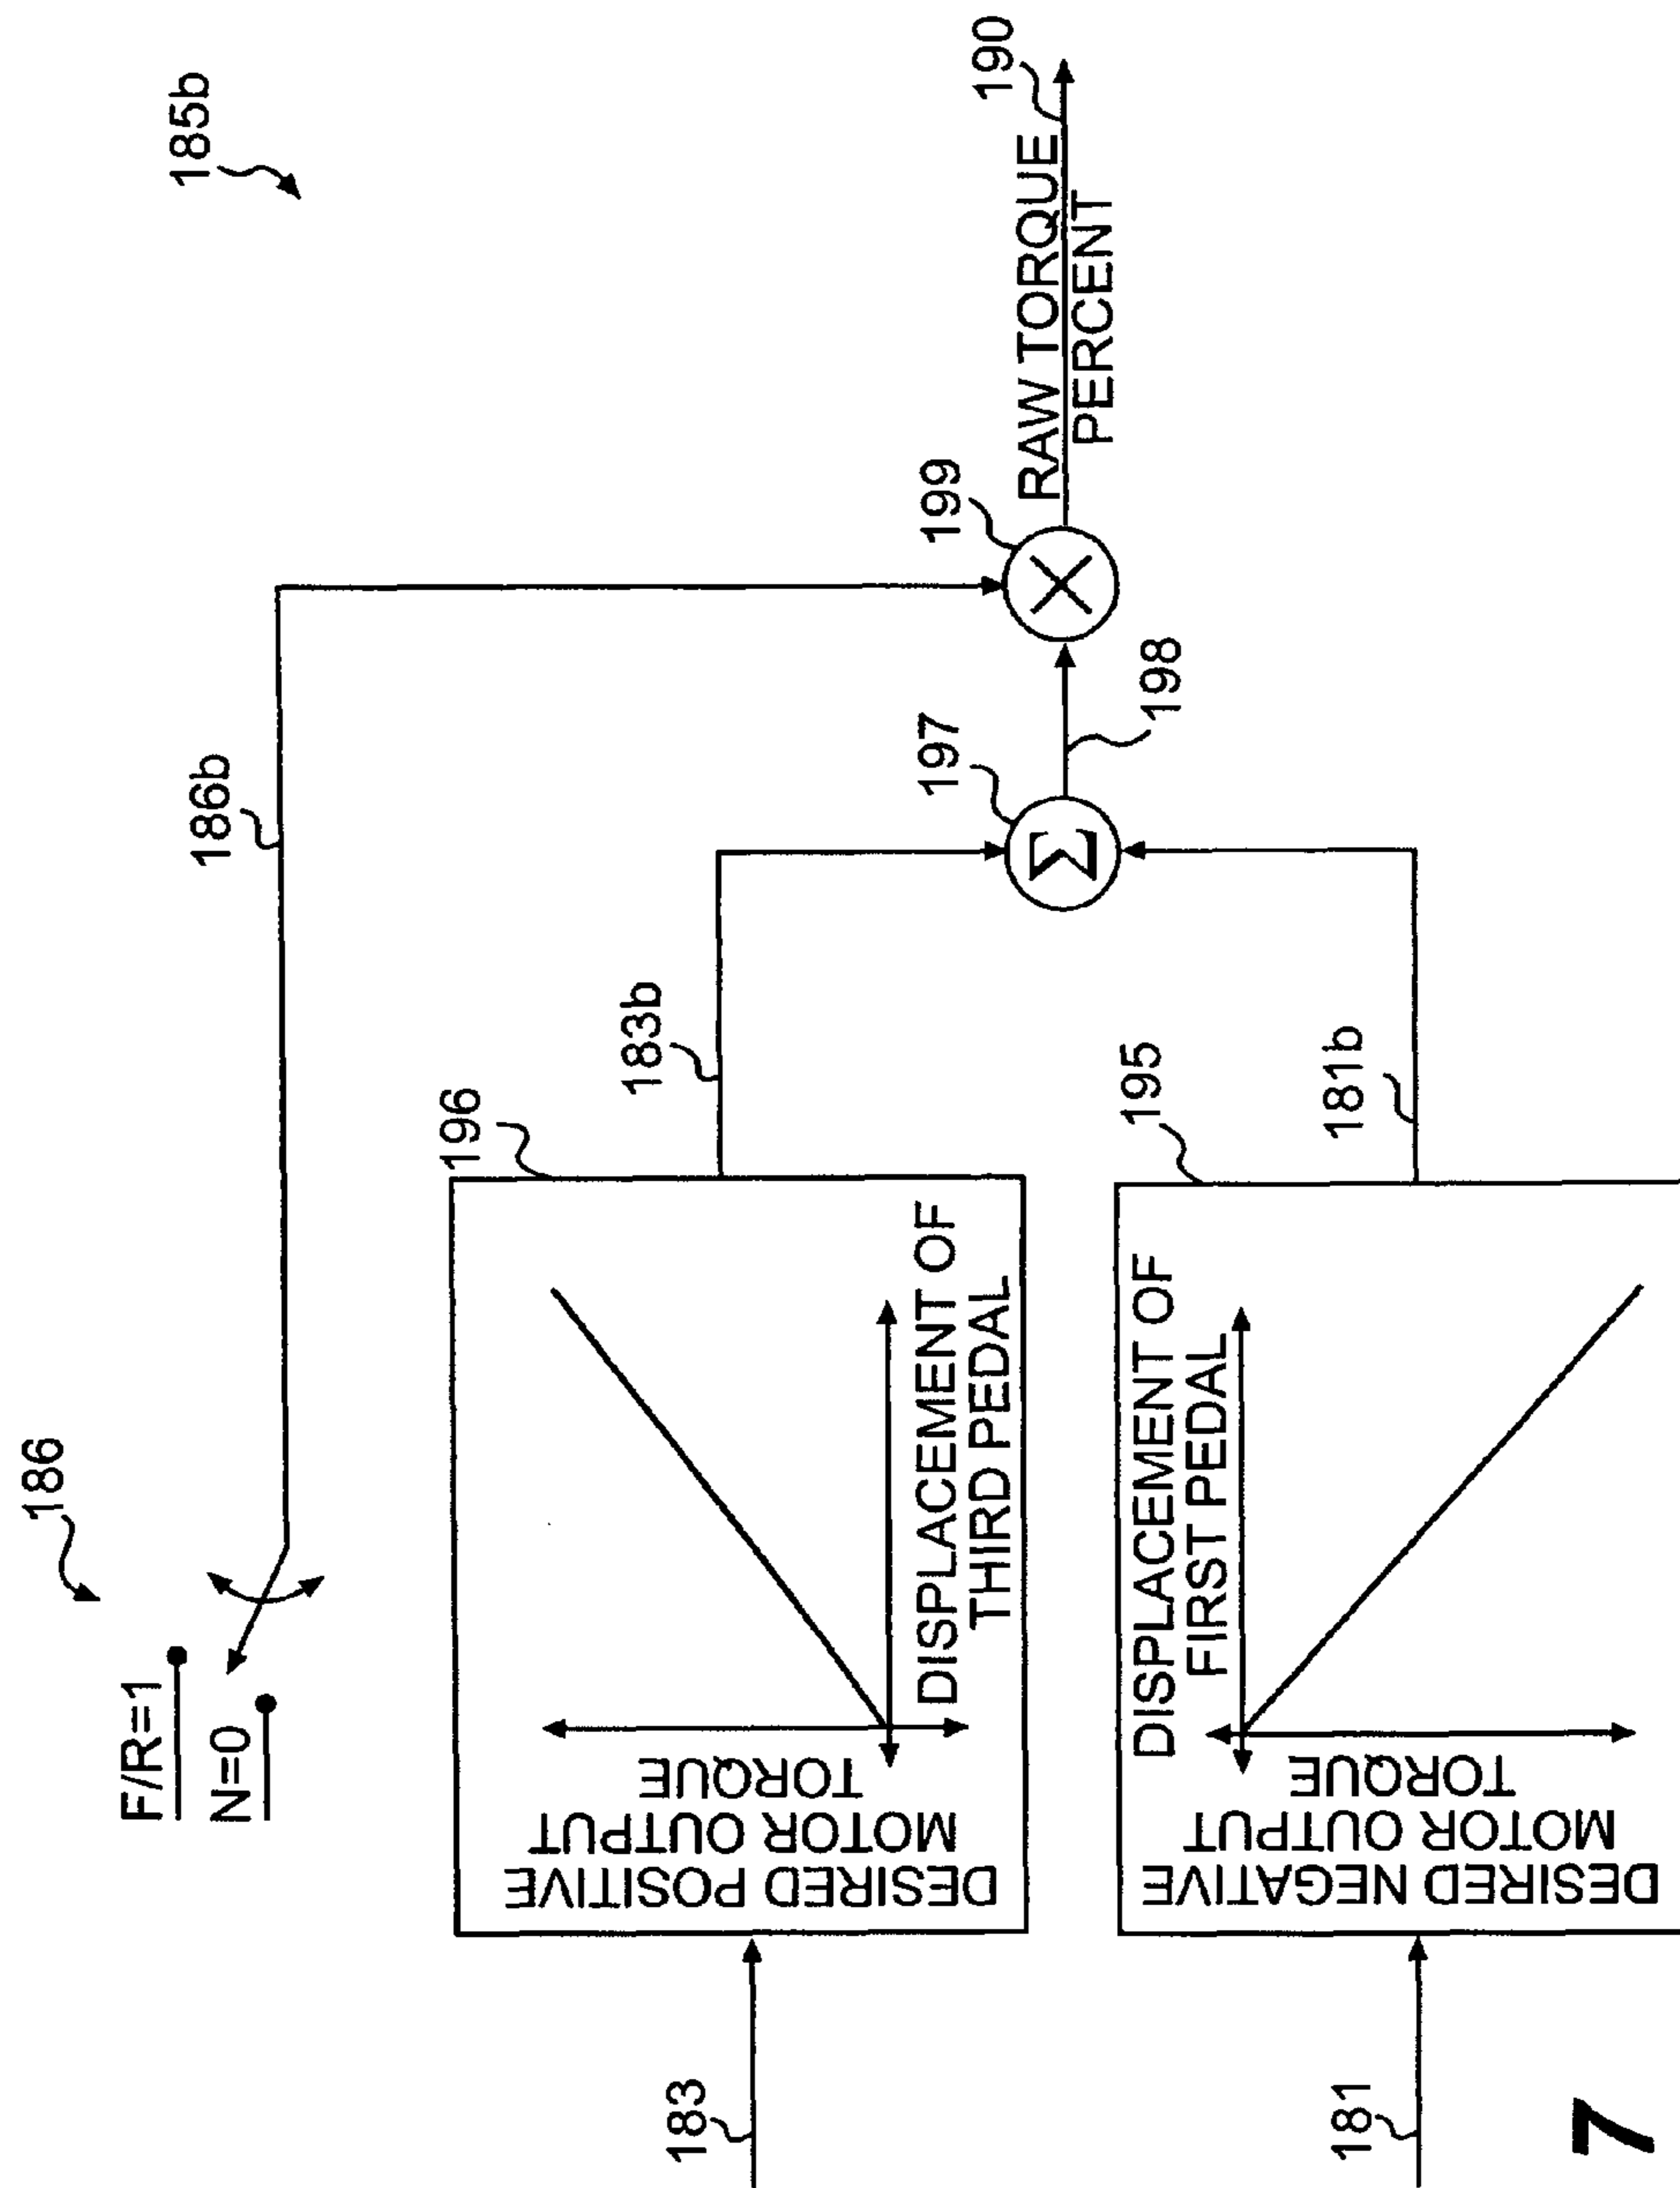 185b
186
F/R=1
N=0
186b
196
183b
183
DESIRED POSITIVE
MOTOR OUTPUT
TORQUE
DISPLACEMENT OF
THIRD PEDAL
197
Σ
198
199
RAW TORQUE
PERCENT
190
195
181b
181
DESIRED NEGATIVE
MOTOR OUTPUT
TORQUE
DISPLACEMENT OF
FIRST PEDAL
7